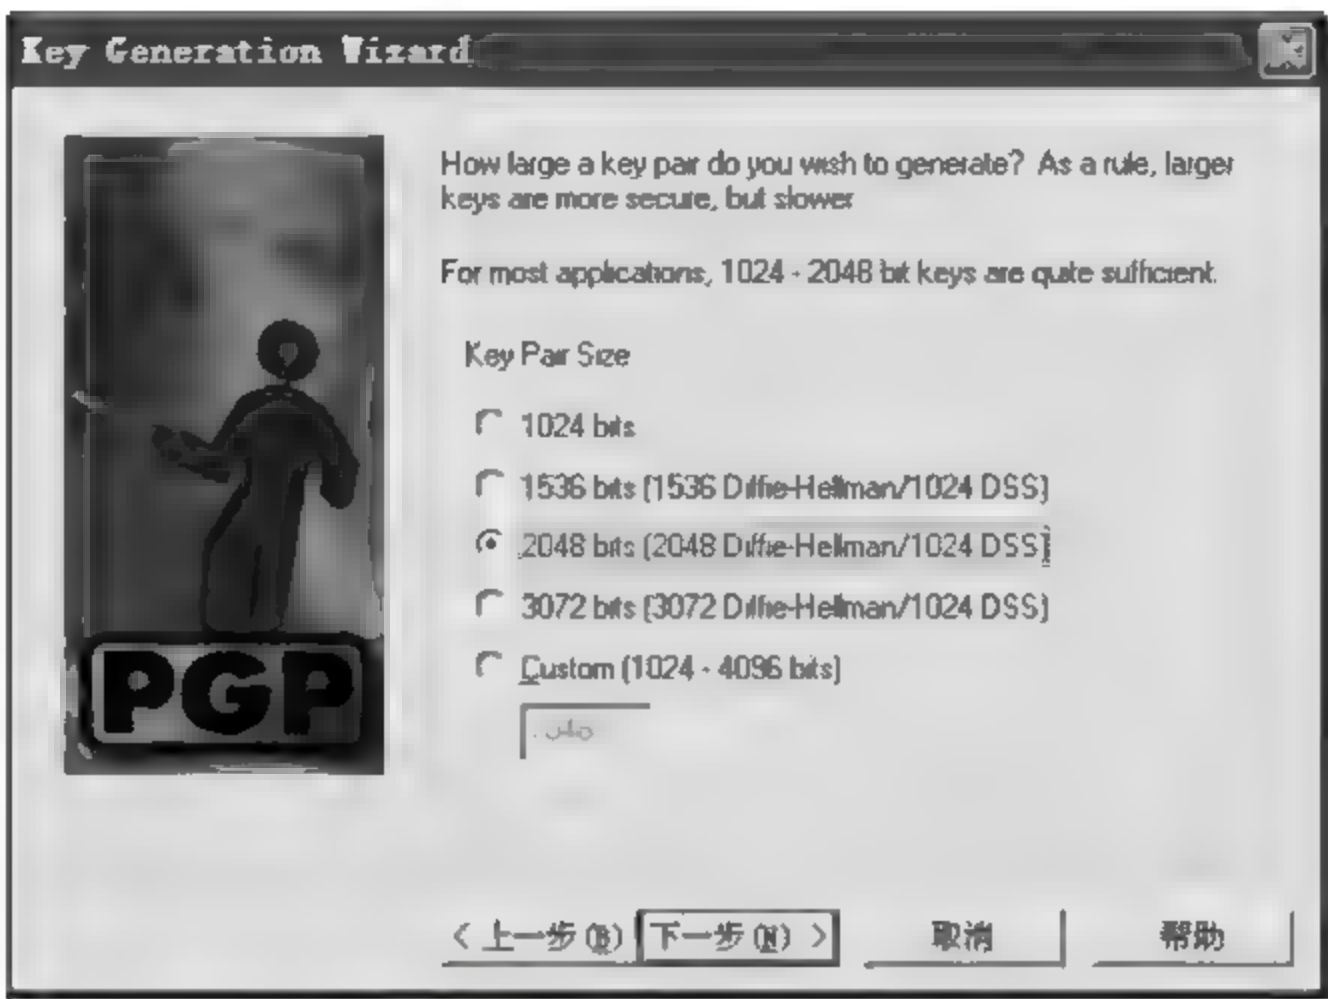 Key Generation Wizard
How large a key pair do you wish to generate? As a rule, larger
keys are more secure, but slower
For most applications, 1024 - 2048 bit keys are quite sufficient.
Key Pair Size
1024 bits
1536 bits (1536 Diffie-Hellman/1024 DSS)
2048 bits (2048 Diffie-Hellman/1024 DSS)
3072 bits (3072 Diffie-Hellman/1024 DSS)
Custom (1024 - 4096 bits)
PGP
< 上一步(B) 下一步(N) > 取消 帮助